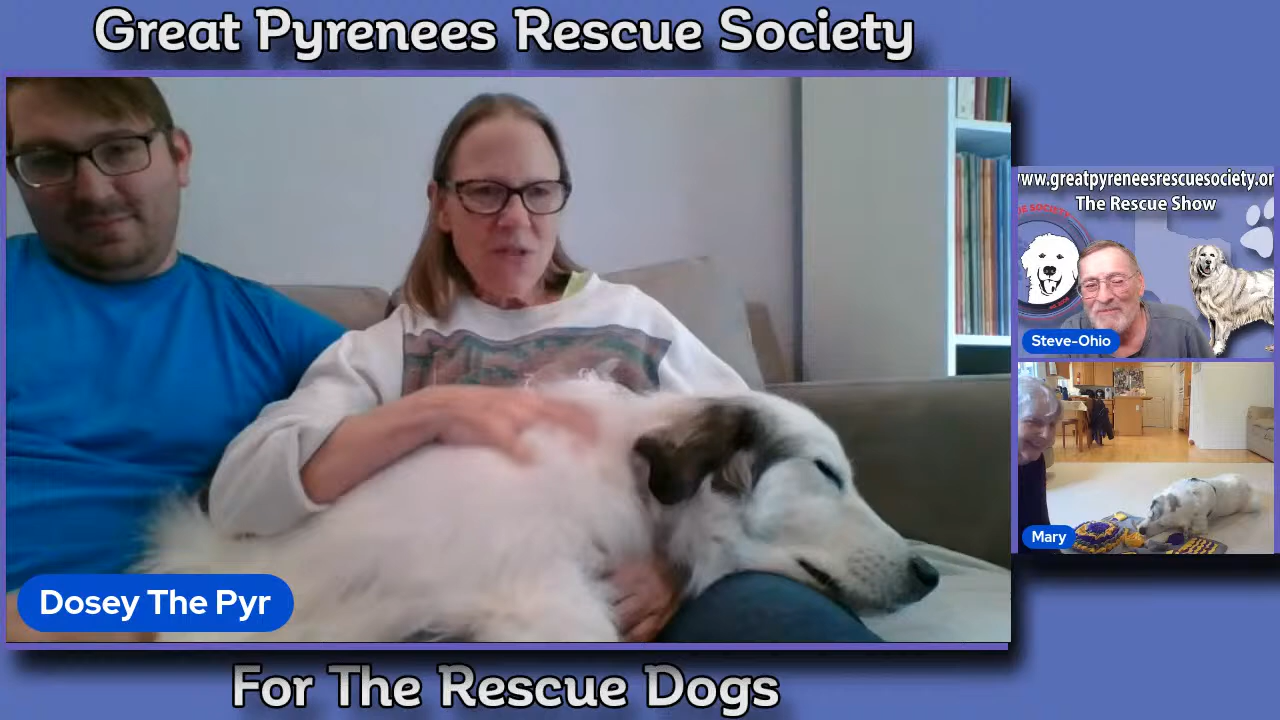 Great Pyrenees Rescue Society
www.greatpyreneesrescuesociety.or
The Rescue Show
Steve-Ohio
Mary
Dosey The Pyr
For The Rescue Dogs